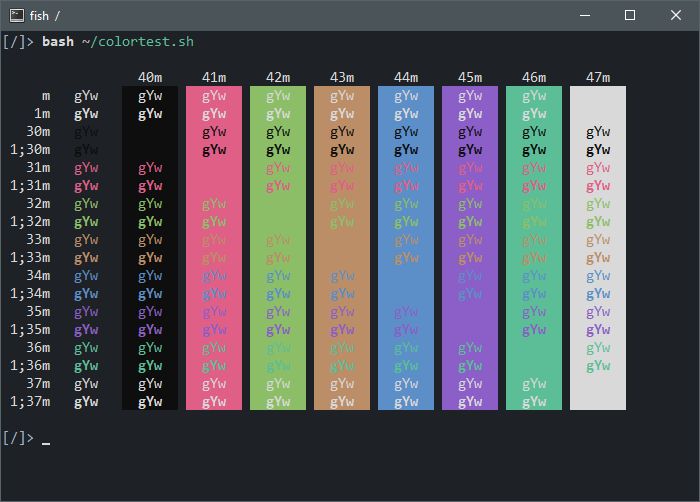 fish /
[/]> bash ~/colortest.sh
40m 41m 42m 43m 44m 45m 46m 47m
m gYw gYw gYw gYw gYw gYw gYw gYw
1m gYw gYw gYw gYw gYw gYw gYw gYw
30m gYw gYw gYw gYw gYw gYw gYw gYw
1;30m gYw gYw gYw gYw gYw gYw gYw gYw
31m gYw gYw gYw gYw gYw gYw gYw gYw
1;31m gYw gYw gYw gYw gYw gYw gYw gYw
32m gYw gYw gYw gYw gYw gYw gYw gYw
1;32m gYw gYw gYw gYw gYw gYw gYw gYw
33m gYw gYw gYw gYw gYw gYw gYw gYw
1;33m gYw gYw gYw gYw gYw gYw gYw gYw
34m gYw gYw gYw gYw gYw gYw gYw gYw
1;34m gYw gYw gYw gYw gYw gYw gYw gYw
35m gYw gYw gYw gYw gYw gYw gYw gYw
1;35m gYw gYw gYw gYw gYw gYw gYw gYw
36m gYw gYw gYw gYw gYw gYw gYw gYw
1;36m gYw gYw gYw gYw gYw gYw gYw gYw
37m gYw gYw gYw gYw gYw gYw gYw gYw
1;37m gYw gYw gYw gYw gYw gYw gYw gYw
[/]> _